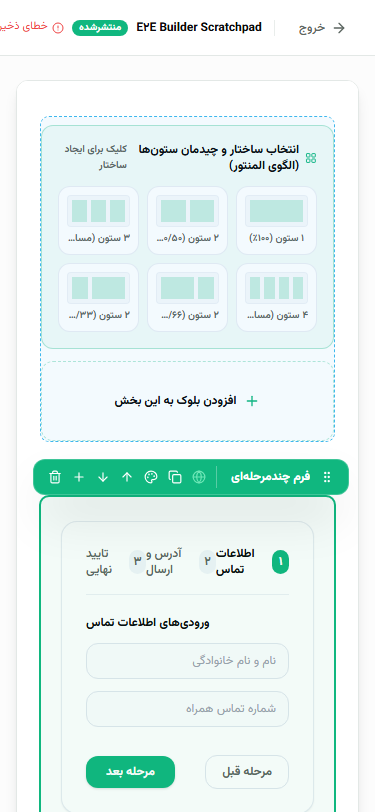 خروج
E2E Builder Scratchpad
منتشرشده
خطای ذخیر
انتخاب ساختار و چیدمان ستون‌ها
(الگوی المنتور)
کلیک برای ایجاد
ساختار
۱ ستون (۱۰۰٪)
۲ ستون (۵۰/۰...
۳ ستون (مسا...
۴ ستون (مسا...
۲ ستون (۶۶/...
۲ ستون (۳۳/...
افزودن بلوک به این بخش
فرم چندمرحله‌ای
۱
اطلاعات
تماس
۲
آدرس و
ارسال
۳
تایید
نهایی
ورودی‌های اطلاعات تماس
نام و نام خانوادگی
شماره تماس همراه
مرحله قبل
مرحله بعد